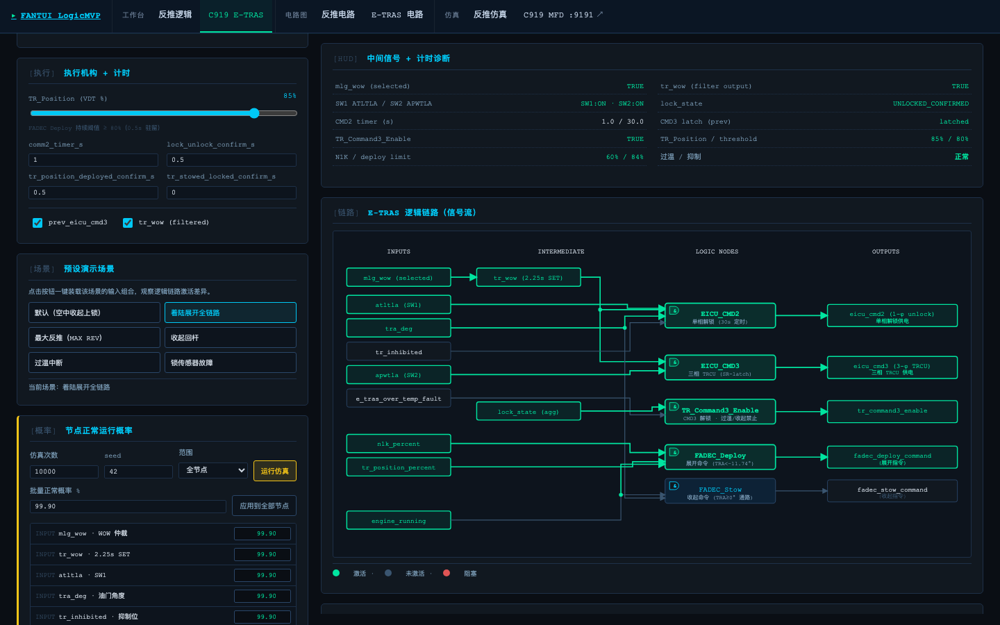 ▸ FANTUI LogicMVP
工作台 反推逻辑 C919 E-TRAS 电路图 反推电路 E-TRAS 电路 仿真 反推仿真 C919 MFD :9191 ↗
[执行] 执行机构 + 计时
TR_Position (VDT %) 85%
FADEC Deploy 持续阈值 ≥ 80% (0.5s 驻留)
comm2_timer_s lock_unlock_confirm_s
1 0.5
tr_position_deployed_confirm_s tr_stowed_locked_confirm_s
0.5 0
prev_eicu_cmd3 tr_wow (filtered)
[场景] 预设演示场景
点击按钮一键装载该场景的输入组合，观察逻辑链路激活差异。
默认（空中收起上锁） 着陆展开全链路
最大反推（MAX REV） 收起回杆
过温中断 锁传感器故障
当前场景：着陆展开全链路
[概率] 节点正常运行概率
仿真次数 seed 范围
10000 42 全节点 运行仿真
批量正常概率 %
99.90 应用到全部节点
INPUT mlg_wow · WOW 仲裁 99.90
INPUT tr_wow · 2.25s SET 99.90
INPUT atltla · SW1 99.90
INPUT tra_deg · 油门角度 99.90
INPUT tr_inhibited · 抑制位 99.90
[HUD] 中间信号 + 计时诊断
mlg_wow (selected) TRUE tr_wow (filter output) TRUE
SW1 ATLTLA / SW2 APWTLA SW1:ON · SW2:ON lock_state UNLOCKED_CONFIRMED
CMD2 timer (s) 1.0 / 30.0 CMD3 latch (prev) latched
TR_Command3_Enable TRUE TR_Position / threshold 85% / 80%
N1K / deploy limit 60% / 84% 过温 / 抑制 正常
[链路] E-TRAS 逻辑链路（信号流）
INPUTS INTERMEDIATE LOGIC NODES OUTPUTS
mlg_wow (selected) tr_wow (2.25s SET)
atltla (SW1)
& EICU_CMD2
单相解锁 (30s 定时)
eicu_cmd2 (1-φ unlock)
单相解锁供电
tra_deg
tr_inhibited
& EICU_CMD3
三相 TRCU (SR-latch)
eicu_cmd3 (3-φ TRCU)
三相 TRCU 供电
apwtla (SW2)
e_tras_over_temp_fault
lock_state (agg)
& TR_Command3_Enable
CMD3 解锁 · 过温/收起禁止
tr_command3_enable
n1k_percent
& FADEC_Deploy
展开命令 (TRA<-11.74°)
fadec_deploy_command
(展开指令)
tr_position_percent
& FADEC_Stow
收起命令 (TRA≥0° 通路)
fadec_stow_command
(收起指令)
engine_running
激活 · 未激活 · 阻塞